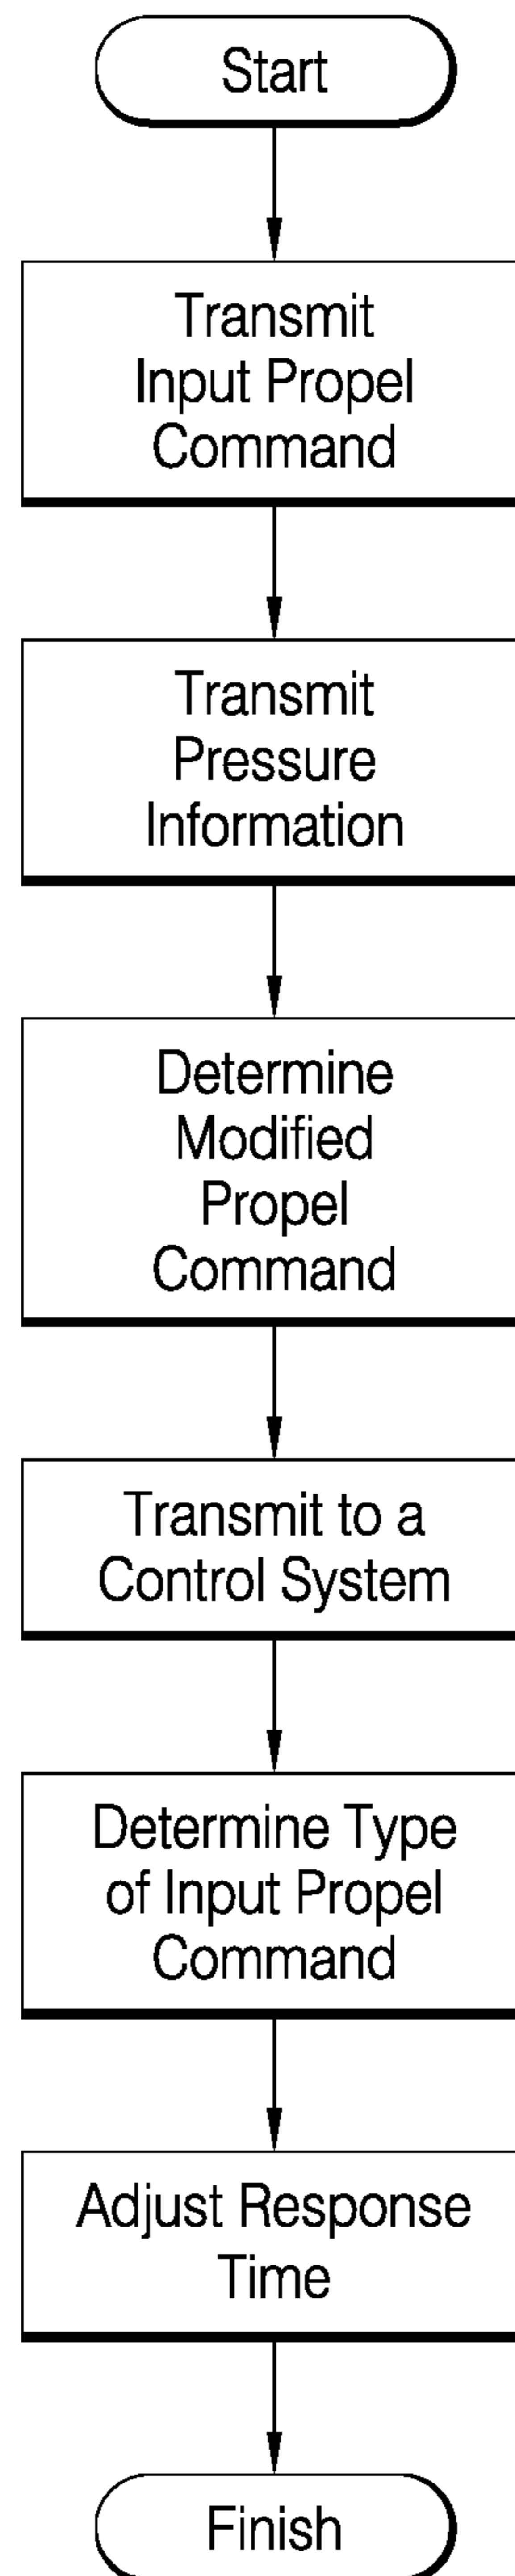 Start
Transmit
Input Propel
Command
Transmit
Pressure
Information
Determine
Modified
Propel
Command
Transmit to a
Control System
Determine Type
of Input Propel
Command
Adjust Response
Time
Finish